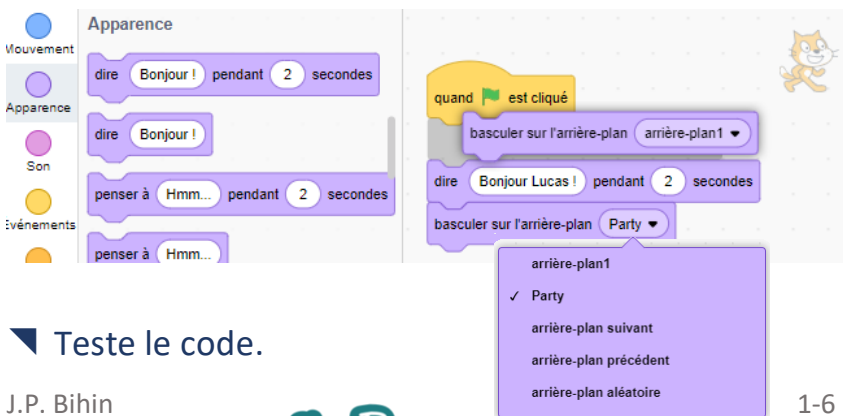 Mouvement
Apparence
Son
Événements
Apparence
dire Bonjour ! pendant 2 secondes
dire Bonjour !
penser à Hmm... pendant 2 secondes
penser à Hmm...
quand est cliqué
basculer sur l'arrière-plan arrière-plan1
dire Bonjour Lucas ! pendant 2 secondes
basculer sur l'arrière-plan Party
arrière-plan1
✓ Party
arrière-plan suivant
arrière-plan précédent
arrière-plan aléatoire
Teste le code.
J.P. Bihin
1-6